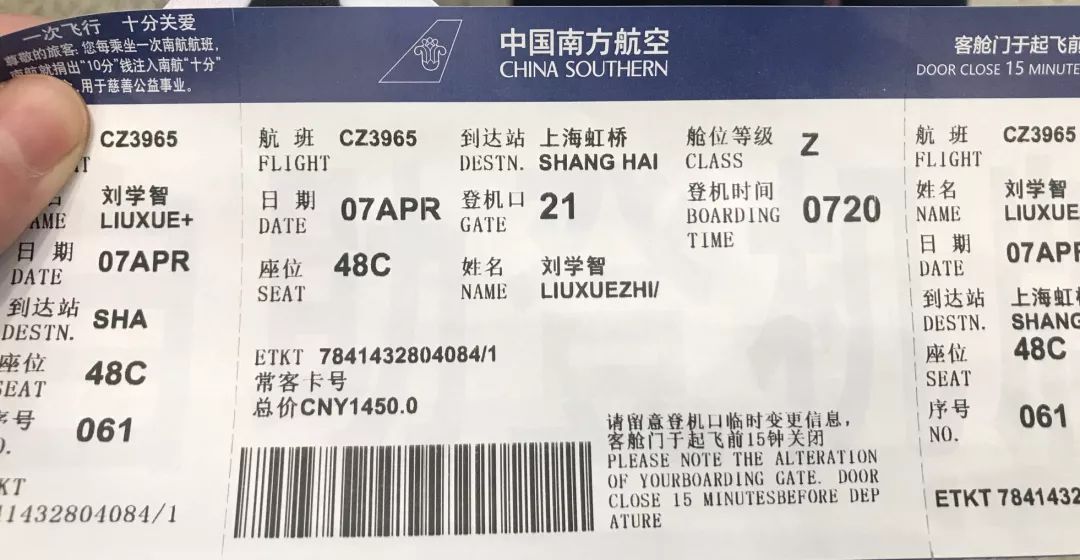 一次飞行 十分关爱
尊敬的旅客:您每乘坐一次南航航班,
南航就捐出"10分"钱注入南航"十分
用于慈善公益事业。
中国南方航空
CHINA SOUTHERN
客舱门于起飞前
DOOR CLOSE 15 MINUTE
CZ3965
刘学智
AME LIUXUE+
日 期
DATE 07APR
到达站
DESTN. SHA
座位
SEAT 48C
序号
061
14 32804084/1
航 班 CZ3965
FLIGHT
到达站 上海虹桥
DESTN. SHANG HAI
舱位等级
CLASS Z
日 期
DATE 07APR
登机口
GATE 21
登机时间
BOARDING 0720
TIME
座位
SEAT 48C
姓名 刘学智
NAME LIUXUEZHI/
ETKT 7841432804084/1
常客卡号
总价CNY1450.0
请留意登机口临时变更信息,
客舱门于起飞前15钟关闭
PLEASE NOTE THE ALTERATION
OF YOURBOARDING GATE. DOOR
CLOSE 15 MINUTESBEFORE DEP
ATURE
航 班 CZ3965
FLIGHT
姓名 刘学智
NAME LIUXUE
日 期
DATE 07AP
到达站 上海虹
DESTN. SHANG
座位
SEAT 48C
序号
NO. 061
ETKT 7841432